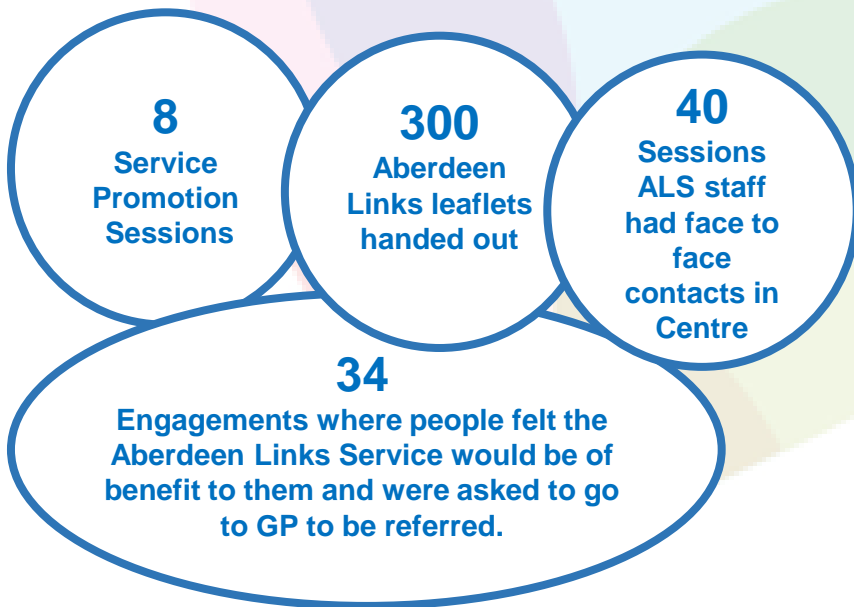 8
Service
Promotion
Sessions
300
Aberdeen
Links leaflets
handed out
40
Sessions
ALS staff
had face to
face
contacts in
Centre
34
Engagements where people felt the
Aberdeen Links Service would be of
benefit to them and were asked to go
to GP to be referred.